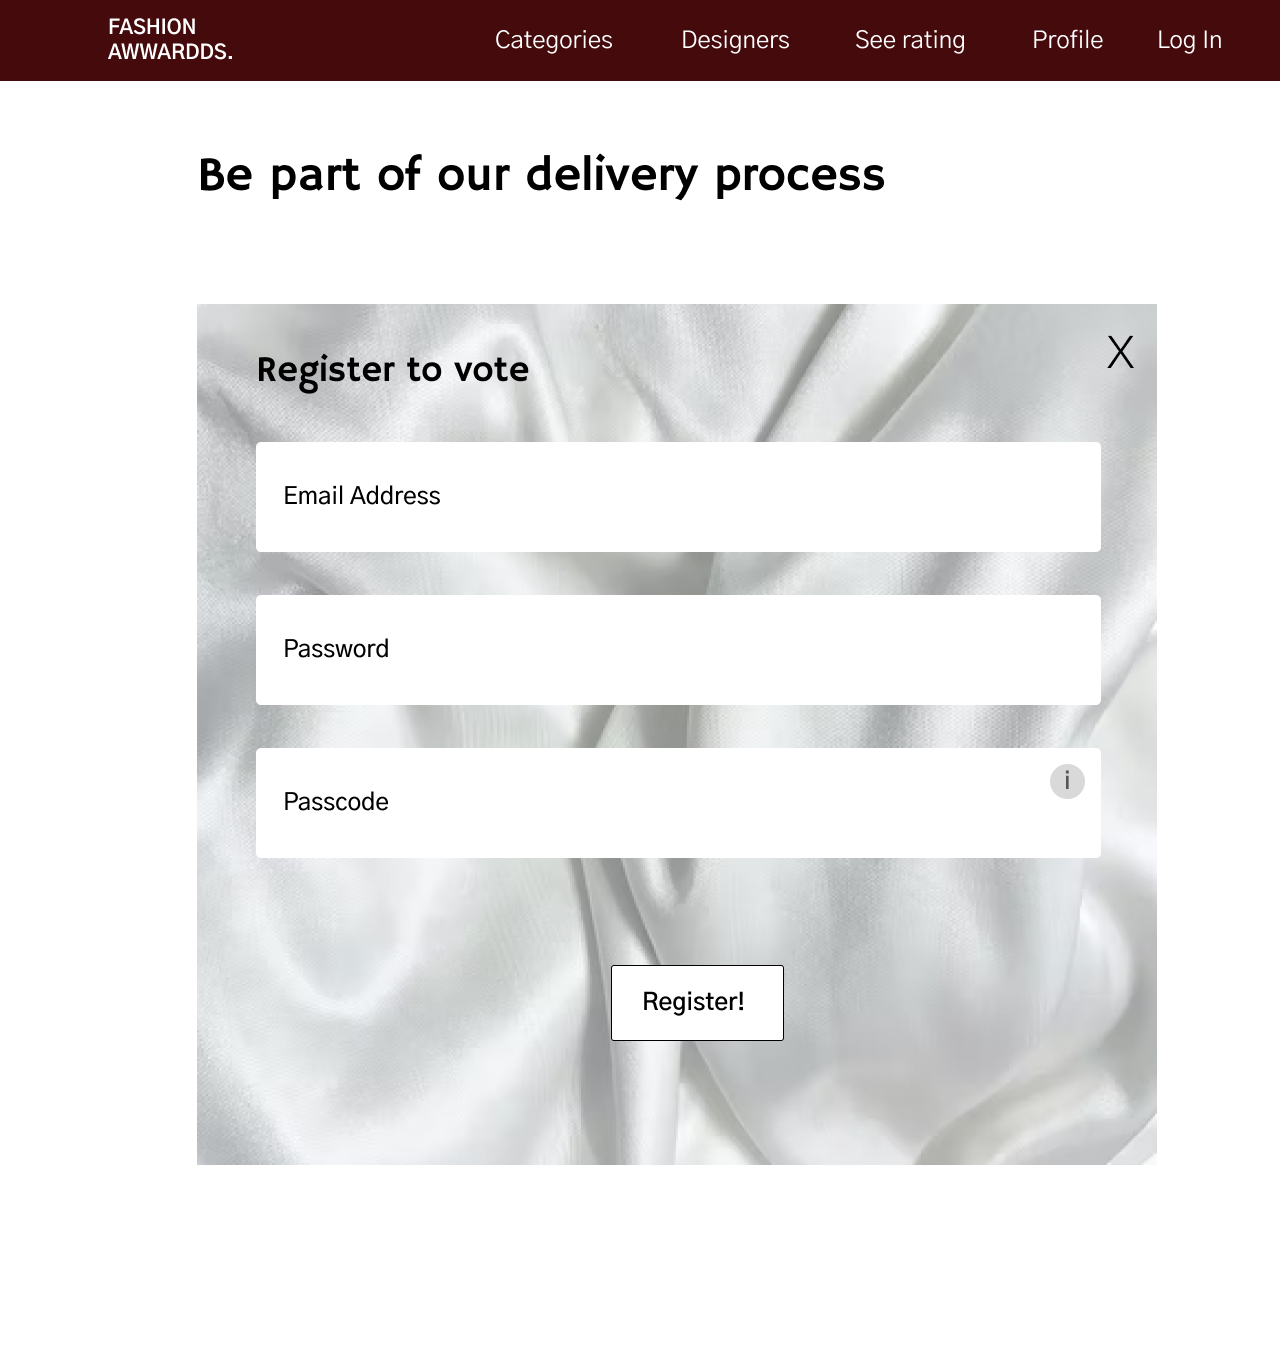 FASHION
AWWARDDS.
Categories Designers See rating Profile Log In
Be part of our delivery process
Register to vote X
Email Address
Password
Passcode i
Register!